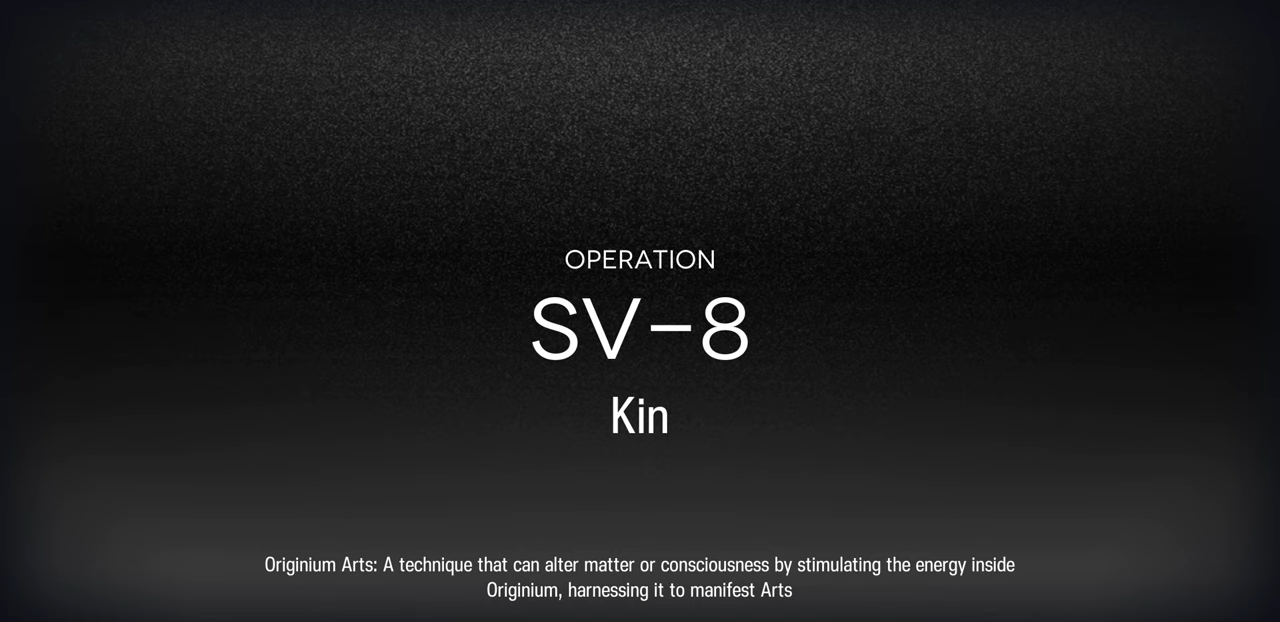 OPERATION
SV-8
Kin
Originium Arts: A technique that can alter matter or consciousness by stimulating the energy inside
Originium, harnessing it to manifest Arts